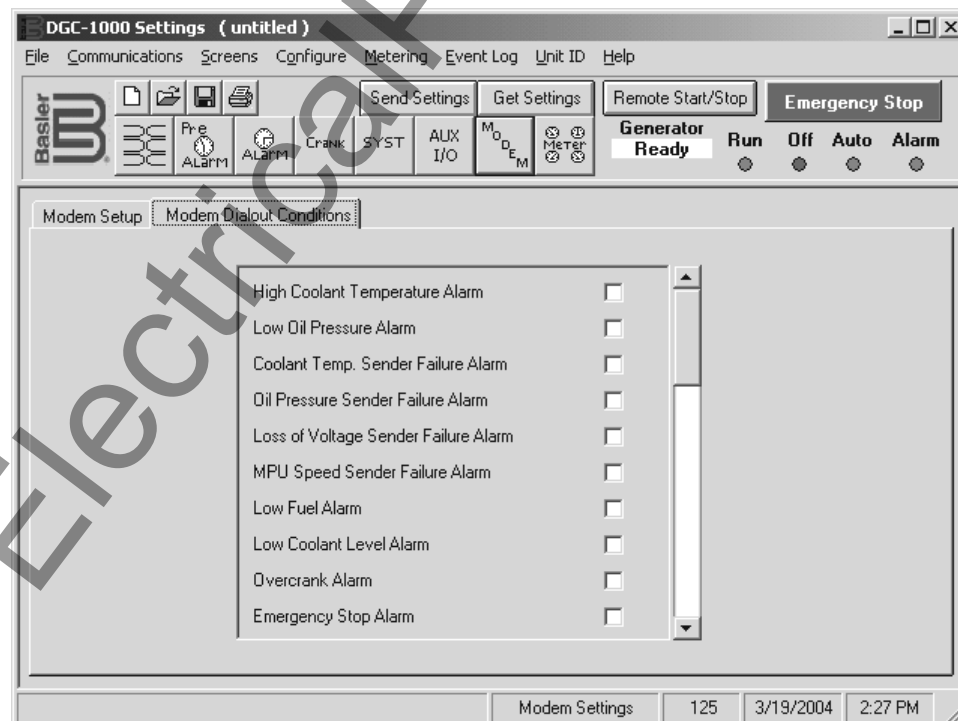 DGC-1000 Settings ( untitled )
File Communications Screens Configure Metering Event Log Unit ID Help
Basler
Send Settings Get Settings Remote Start/Stop Emergency Stop
Pre ALarm ALarm Crank SYST AUX I/O MODEM METER
Generator Ready Run Off Auto Alarm
Modem Setup Modem Dialout Conditions
High Coolant Temperature Alarm
Low Oil Pressure Alarm
Coolant Temp. Sender Failure Alarm
Oil Pressure Sender Failure Alarm
Loss of Voltage Sender Failure Alarm
MPU Speed Sender Failure Alarm
Low Fuel Alarm
Low Coolant Level Alarm
Overcrank Alarm
Emergency Stop Alarm
Modem Settings 125 3/19/2004 2:27 PM
Electrical